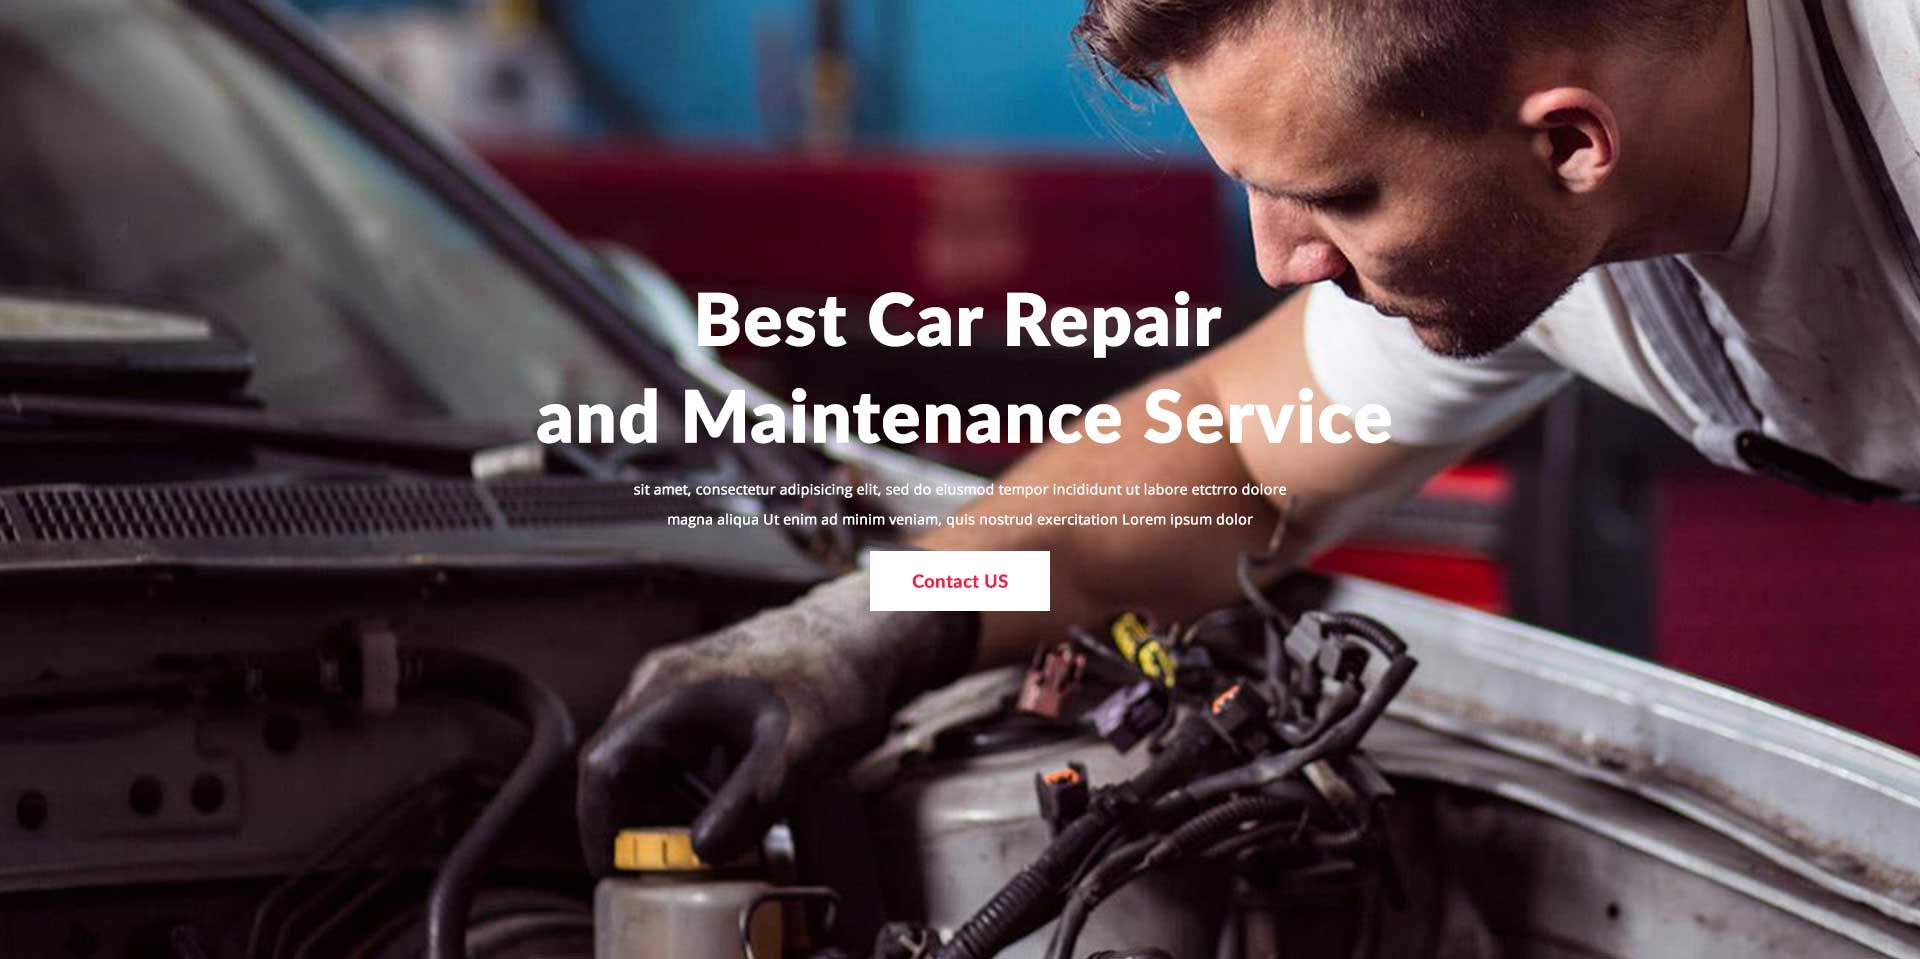 Best Car Repair
and Maintenance Service
sit amet, consectetur adipisicing elit, sed do eiusmod tempor incididunt ut labore etctrro dolore
magna aliqua Ut enim ad minim veniam, quis nostrud exercitation Lorem ipsum dolor
Contact US